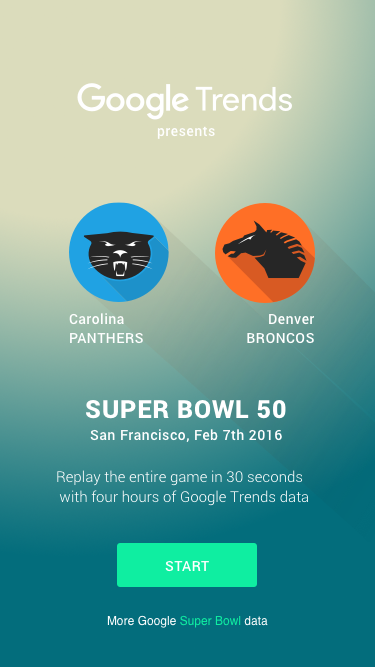 Google Trends
presents
Carolina
PANTHERS
Denver
BRONCOS
SUPER BOWL 50
San Francisco, Feb 7th 2016
Replay the entire game in 30 seconds
with four hours of Google Trends data
START
More Google Super Bowl data